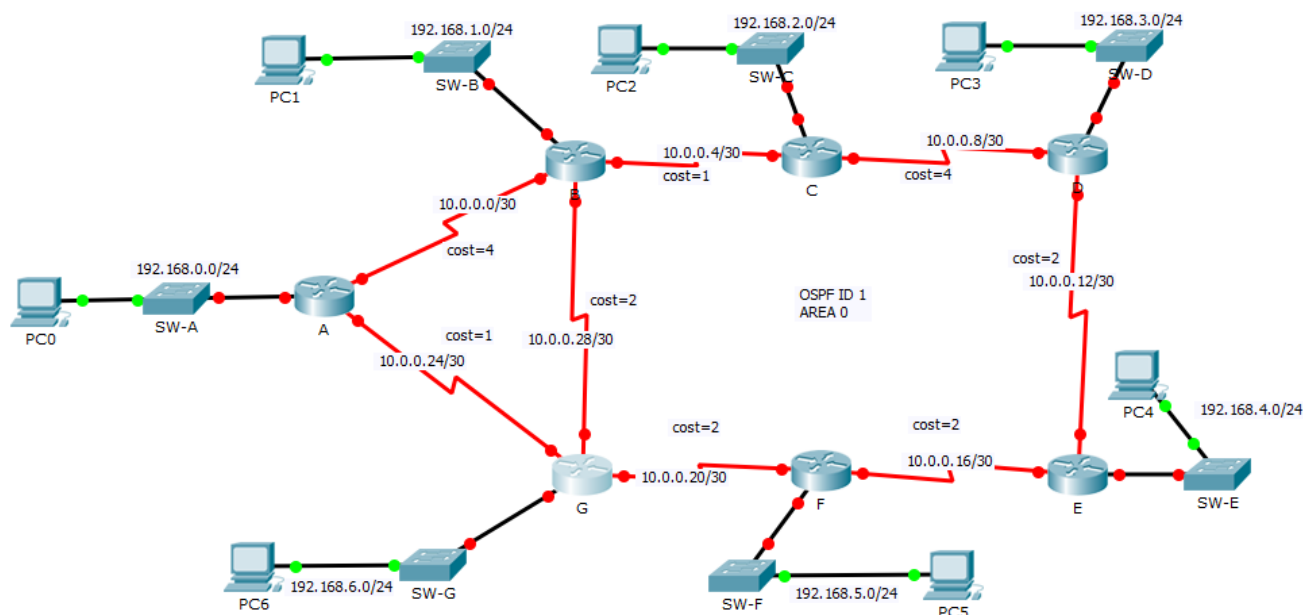 192.168.1.0/24
192.168.2.0/24
192.168.3.0/24
PC1
SW-B
PC2
SW-C
PC3
SW-D
10.0.0.4/30
cost=1
10.0.0.8/30
cost=4
B
C
D
10.0.0.0/30
cost=4
192.168.0.0/24
PC0
SW-A
A
cost=2
10.0.0.28/30
OSPF ID 1
AREA 0
cost=2
10.0.0.12/30
cost=1
10.0.0.24/30
PC4
192.168.4.0/24
cost=2
10.0.0.20/30
cost=2
10.0.0.16/30
G
F
E
SW-E
PC6
192.168.6.0/24
SW-G
SW-F
192.168.5.0/24
PC5